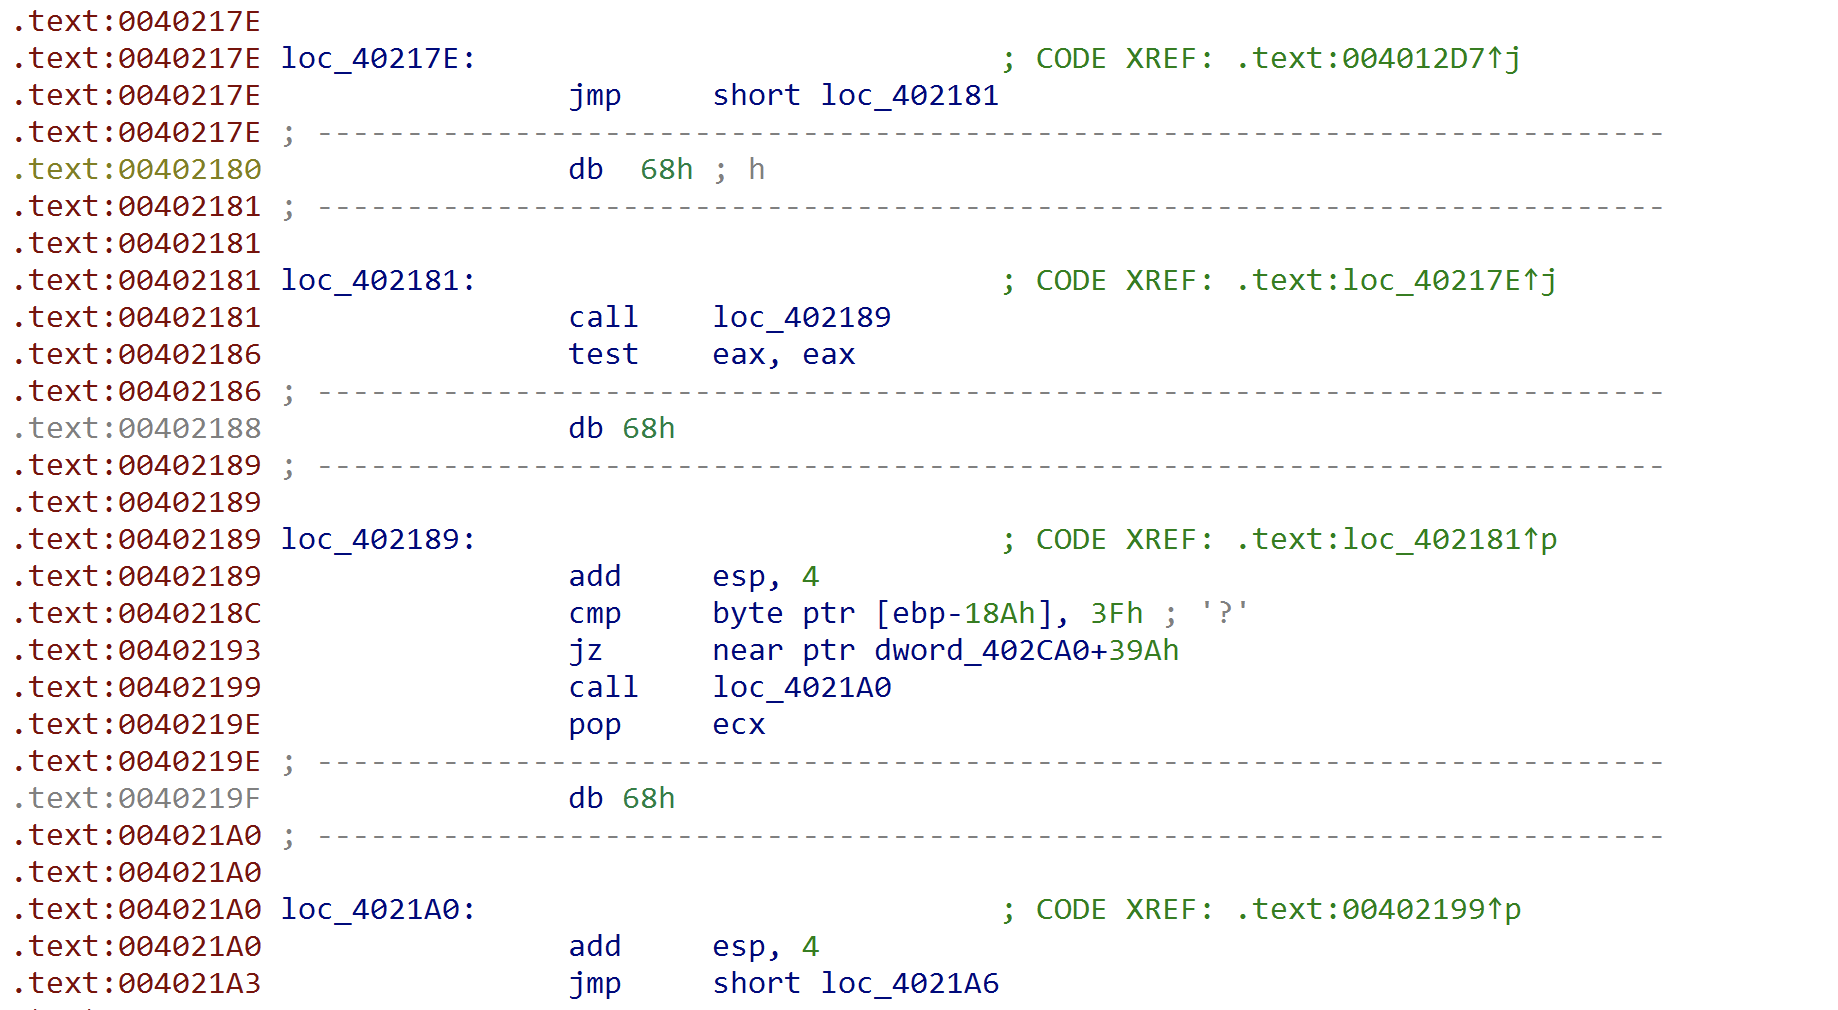 .text:0040217E
.text:0040217E loc_40217E:                             ; CODE XREF: .text:004012D7↑j
.text:0040217E                 jmp     short loc_402181
.text:0040217E ; ---------------------------------------------------------------------------
.text:00402180                 db  68h ; h
.text:00402181 ; ---------------------------------------------------------------------------
.text:00402181
.text:00402181 loc_402181:                             ; CODE XREF: .text:loc_40217E↑j
.text:00402181                 call    loc_402189
.text:00402186                 test    eax, eax
.text:00402186 ; ---------------------------------------------------------------------------
.text:00402188                 db 68h
.text:00402189 ; ---------------------------------------------------------------------------
.text:00402189
.text:00402189 loc_402189:                             ; CODE XREF: .text:loc_402181↑p
.text:00402189                 add     esp, 4
.text:0040218C                 cmp     byte ptr [ebp-18Ah], 3Fh ; '?'
.text:00402193                 jz      near ptr dword_402CA0+39Ah
.text:00402199                 call    loc_4021A0
.text:0040219E                 pop     ecx
.text:0040219E ; ---------------------------------------------------------------------------
.text:0040219F                 db 68h
.text:004021A0 ; ---------------------------------------------------------------------------
.text:004021A0
.text:004021A0 loc_4021A0:                             ; CODE XREF: .text:00402199↑p
.text:004021A0                 add     esp, 4
.text:004021A3                 jmp     short loc_4021A6